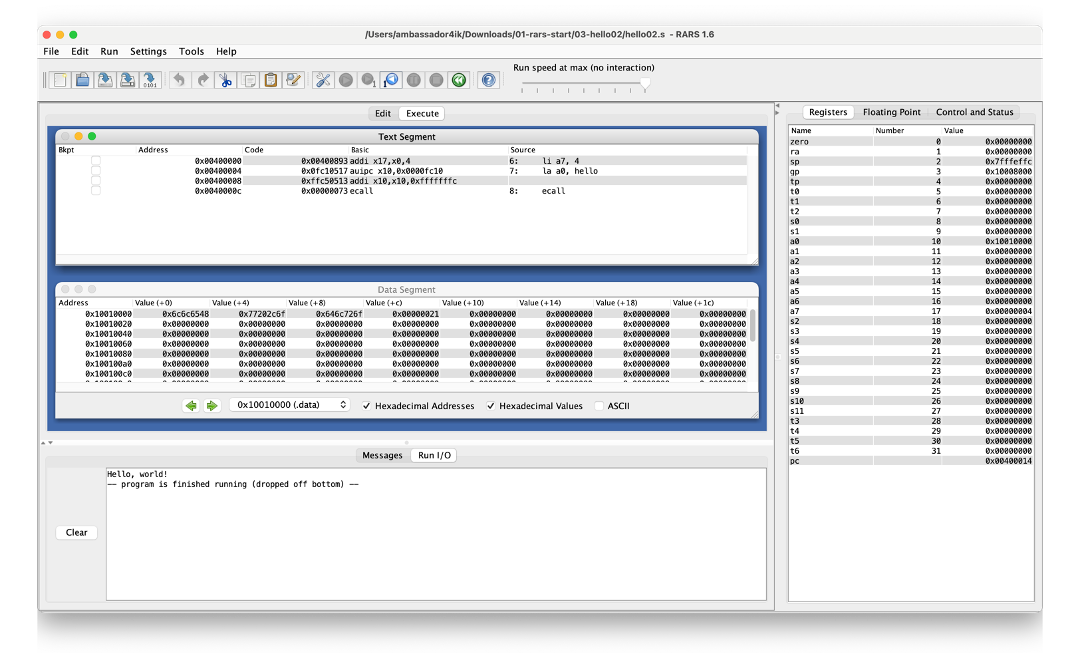 /Users/ambassador4ik/Downloads/01-rars-start/03-hello02/hello02.s - RARS 1.6
File Edit Run Settings Tools Help
Run speed at max (no interaction)
Edit Execute
Text Segment
Bkpt Address Code Basic Source
0x00400000 0x00400893 addi x17,x0,4 6: li a7, 4
0x00400004 0x0fc10517 auipc x10,0x0000fc10 7: la a0, hello
0x00400008 0xffc50513 addi x10,x10,0xfffffffc
0x0040000c 0x00000073 ecall 8: ecall
Data Segment
Address Value (+0) Value (+4) Value (+8) Value (+c) Value (+10) Value (+14) Value (+18) Value (+1c)
0x10010000 0x6c6c6548 0x77202c6f 0x646c726f 0x00000021 0x00000000 0x00000000 0x00000000 0x00000000
0x10010020 0x00000000 0x00000000 0x00000000 0x00000000 0x00000000 0x00000000 0x00000000 0x00000000
0x10010040 0x00000000 0x00000000 0x00000000 0x00000000 0x00000000 0x00000000 0x00000000 0x00000000
0x10010060 0x00000000 0x00000000 0x00000000 0x00000000 0x00000000 0x00000000 0x00000000 0x00000000
0x10010080 0x00000000 0x00000000 0x00000000 0x00000000 0x00000000 0x00000000 0x00000000 0x00000000
0x100100a0 0x00000000 0x00000000 0x00000000 0x00000000 0x00000000 0x00000000 0x00000000 0x00000000
0x100100c0 0x00000000 0x00000000 0x00000000 0x00000000 0x00000000 0x00000000 0x00000000 0x00000000
0x10010000 (.data) Hexadecimal Addresses Hexadecimal Values ASCII
Messages Run I/O
Hello, world!
-- program is finished running (dropped off bottom) --
Clear
Registers Floating Point Control and Status
Name Number Value
zero 0 0x00000000
ra 1 0x00000000
sp 2 0x7fffeffc
gp 3 0x10008000
tp 4 0x00000000
t0 5 0x00000000
t1 6 0x00000000
t2 7 0x00000000
s0 8 0x00000000
s1 9 0x00000000
a0 10 0x10010000
a1 11 0x00000000
a2 12 0x00000000
a3 13 0x00000000
a4 14 0x00000000
a5 15 0x00000000
a6 16 0x00000000
a7 17 0x00000004
s2 18 0x00000000
s3 19 0x00000000
s4 20 0x00000000
s5 21 0x00000000
s6 22 0x00000000
s7 23 0x00000000
s8 24 0x00000000
s9 25 0x00000000
s10 26 0x00000000
s11 27 0x00000000
t3 28 0x00000000
t4 29 0x00000000
t5 30 0x00000000
t6 31 0x00000000
pc 0x00400014